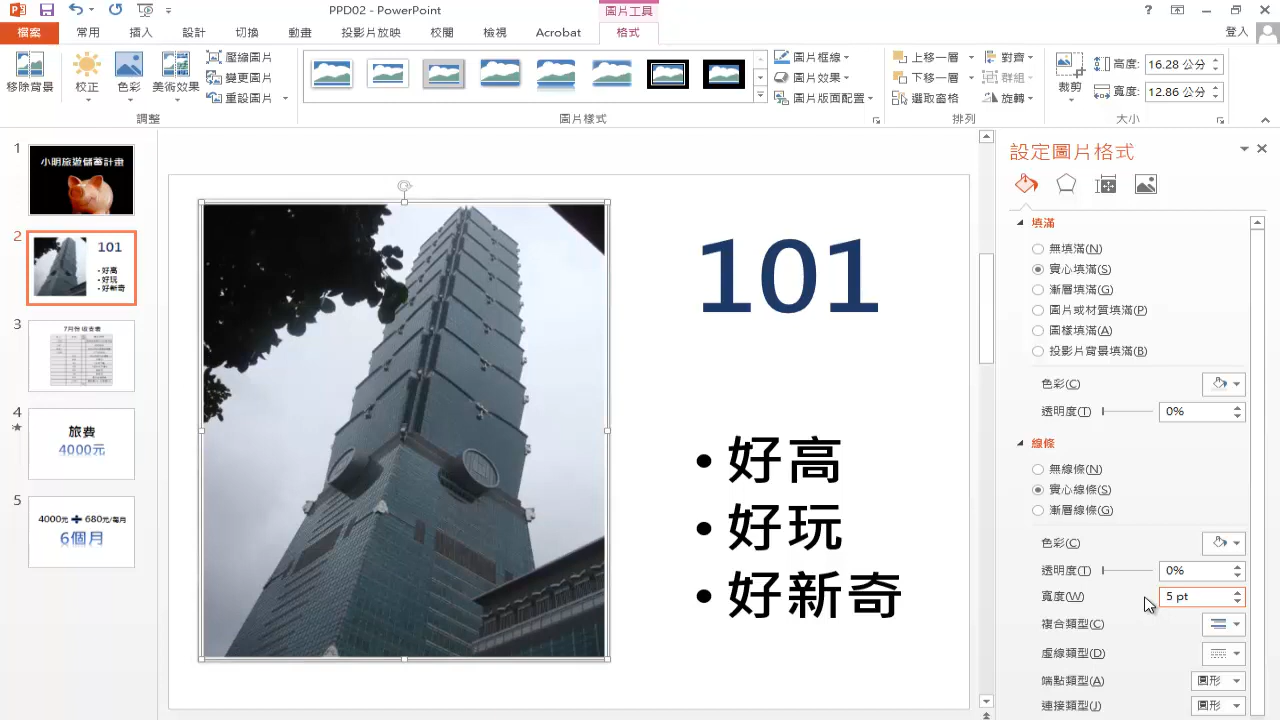 PPD02 - PowerPoint
圖片工具
?
檔案 常用 插入 設計 切換 動畫 投影片放映 校閱 檢視 Acrobat 格式 登入
移除背景 校正 色彩 美術效果
壓縮圖片
變更圖片
重設圖片
調整
圖片樣式
圖片框線
圖片效果
圖片版面配置
上移一層
下移一層
選取窗格
對齊
群組
旋轉
排列
裁剪
高度: 16.28 公分
寬度: 12.86 公分
大小
1
小明旅遊儲蓄計畫
2
101
•好高
•好玩
•好新奇
3
7月份 收支表
4
旅費
4000元
5
4000元 680元/每月
6個月
101
• 好高
• 好玩
• 好新奇
設定圖片格式
填滿
無填滿(N)
實心填滿(S)
漸層填滿(G)
圖片或材質填滿(P)
圖樣填滿(A)
投影片背景填滿(B)
色彩(C)
透明度(T) 0%
線條
無線條(N)
實心線條(S)
漸層線條(G)
色彩(C)
透明度(T) 0%
寬度(W) 5 pt
複合類型(C)
虛線類型(D)
端點類型(A) 圓形
連接類型(J) 圓形